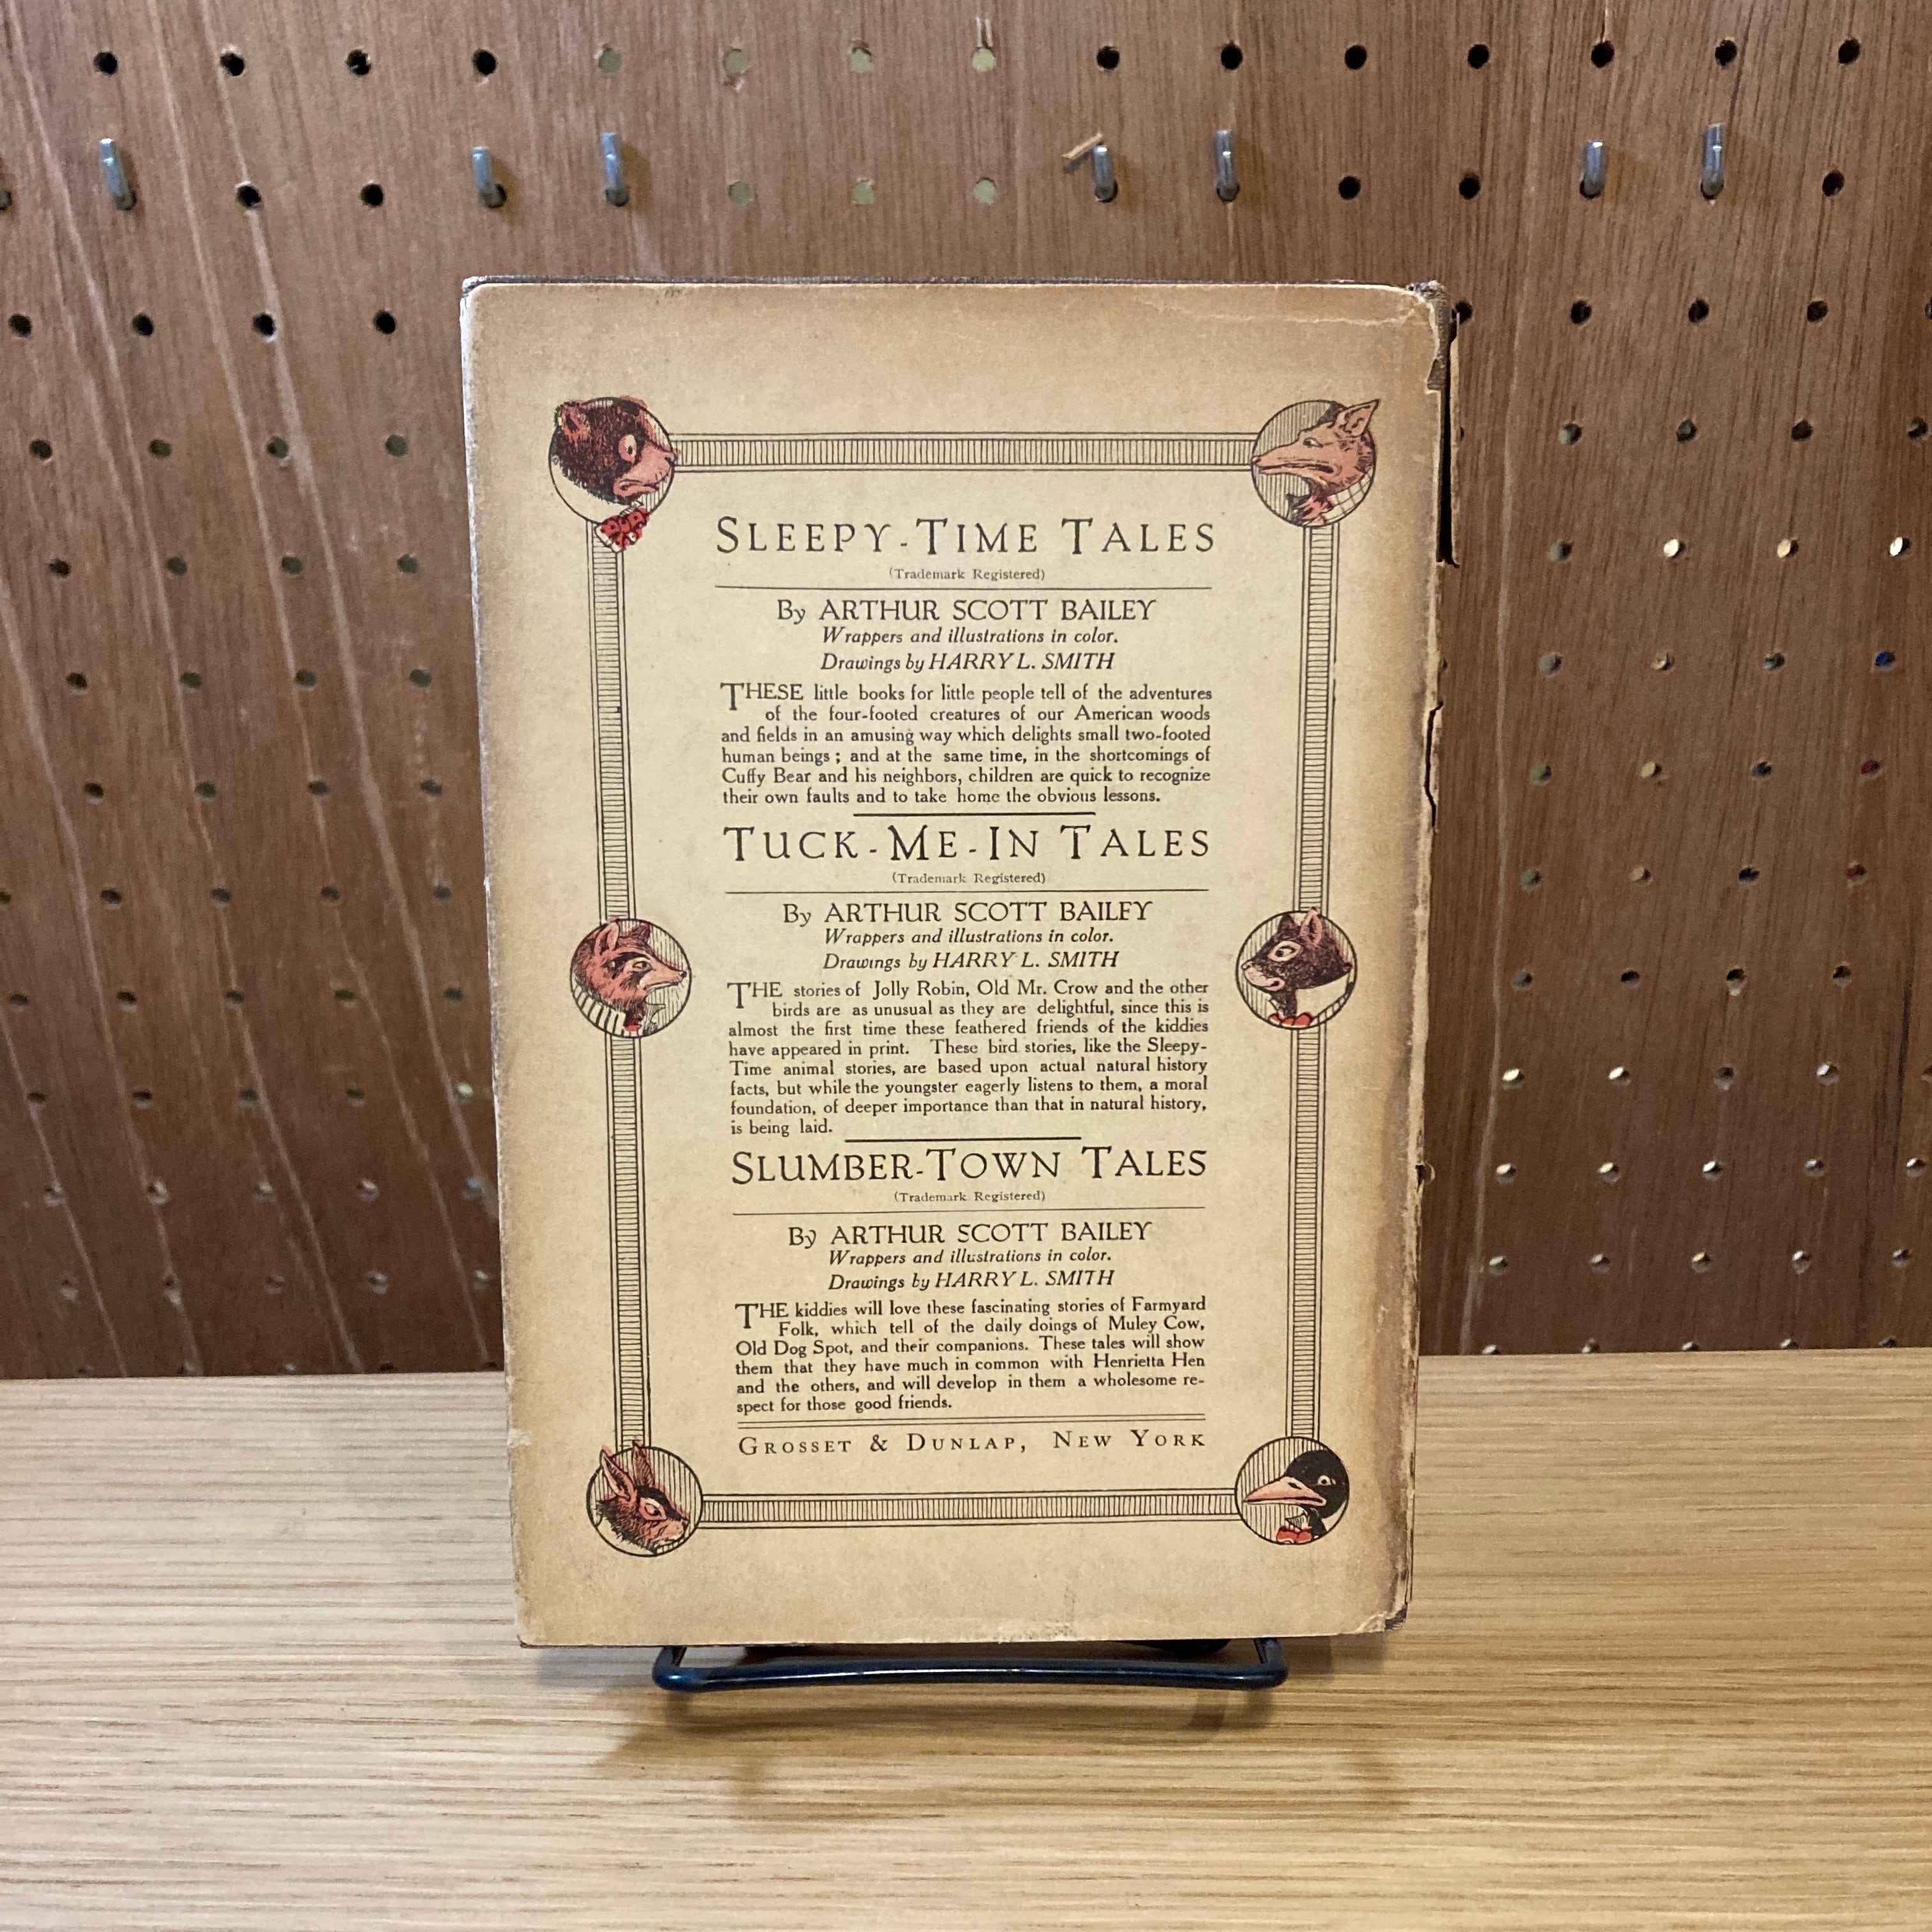 SLEEPY-TIME TALES
(Trademark Registered)
By ARTHUR SCOTT BAILEY
Wrappers and illustrations in color.
Drawings by HARRY L. SMITH
THESE little books for little people tell of the adventures
of the four-footed creatures of our American woods
and fields in an amusing way which delights small two-footed
human beings; and at the same time, in the shortcomings of
Cuffy Bear and his neighbors, children are quick to recognize
their own faults and to take home the obvious lessons.
TUCK-ME-IN TALES
(Trademark Registered)
By ARTHUR SCOTT BAILEY
Wrappers and illustrations in color.
Drawings by HARRY L. SMITH
THE stories of Jolly Robin, Old Mr. Crow and the other
birds are as unusual as they are delightful, since this is
almost the first time these feathered friends of the kiddies
have appeared in print. These bird stories, like the Sleepy-
Time animal stories, are based upon actual natural history
facts, but while the youngster eagerly listens to them, a moral
foundation, of deeper importance than that in natural history,
is being laid.
SLUMBER-TOWN TALES
(Trademark Registered)
By ARTHUR SCOTT BAILEY
Wrappers and illustrations in color.
Drawings by HARRY L. SMITH
THE kiddies will love these fascinating stories of Farmyard
Folk, which tell of the daily doings of Muley Cow,
Old Dog Spot, and their companions. These tales will show
them that they have much in common with Henrietta Hen
and the others, and will develop in them a wholesome re-
spect for those good friends.
GROSSET & DUNLAP, NEW YORK